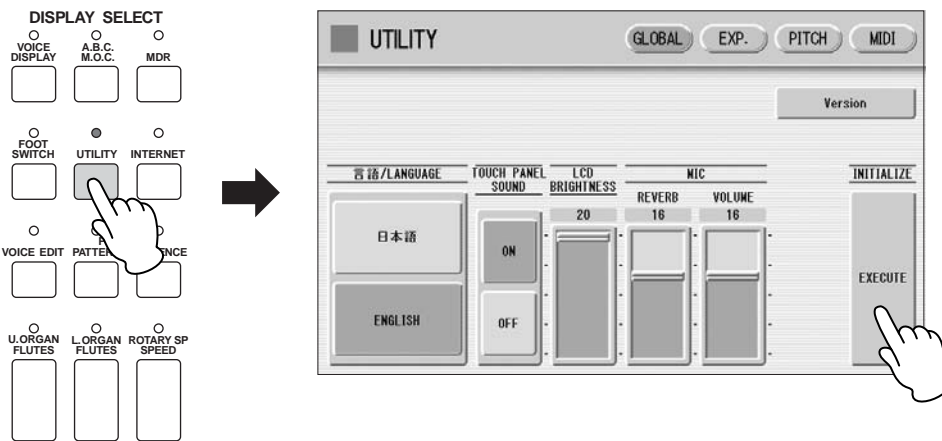 DISPLAY SELECT
VOICE DISPLAY
A.B.C. M.O.C.
MDR
FOOT SWITCH
UTILITY
INTERNET
VOICE EDIT
U.ORGAN FLUTES
L.ORGAN FLUTES
ROTARY SP SPEED
UTILITY
GLOBAL
EXP.
PITCH
MIDI
Version
言語/LANGUAGE
TOUCH PANEL SOUND
LCD BRIGHTNESS
MIC
INITIALIZE
REVERB
VOLUME
20
16
16
日本語
ON
EXECUTE
ENGLISH
OFF